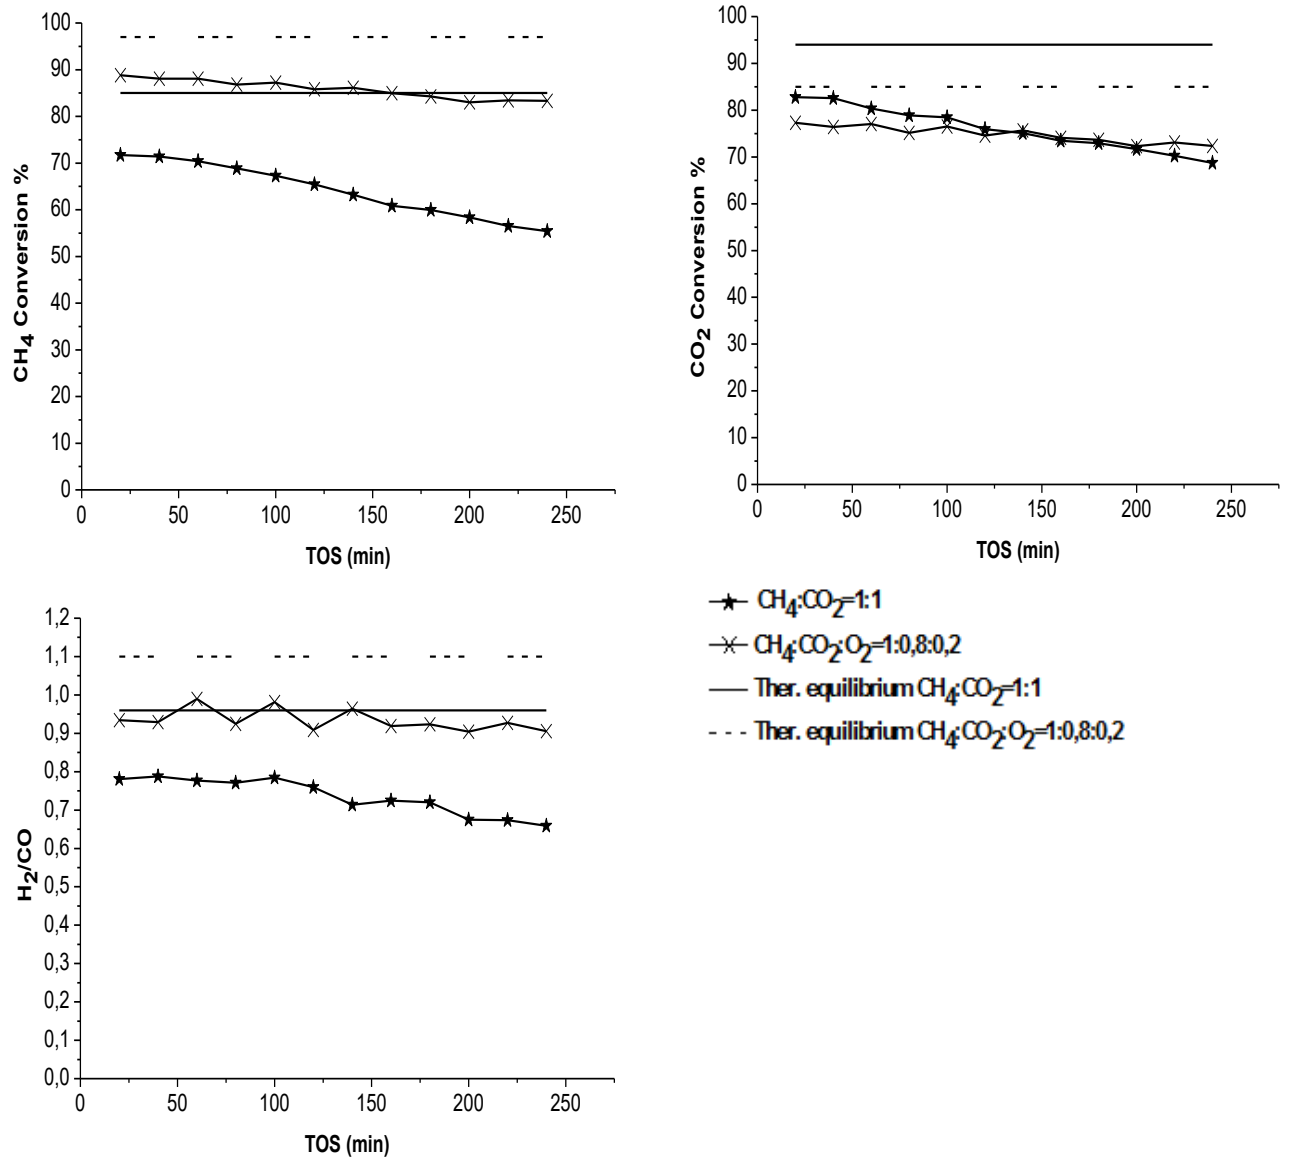 CH4 Conversion %
100
90
80
70
60
50
40
30
20
10
0
0 50 100 150 200 250
TOS (min)
CO2 Conversion %
100
90
80
70
60
50
40
30
20
100
0
0 50 100 150 200 250
TOS (min)
H2/CO
1,2
1,1
1,0
0,9
0,8
0,7
0,6
0,5
0,4
0,3
0,2
0,1
0,0
0 50 100 150 200 250
TOS (min)
CH4:CO2=1:1
CH4:CO2:O2=1:0,8:0,2
Ther. equilibrium CH4:CO2=1:1
Ther. equilibrium CH4:CO2:O2=1:0,8:0,2